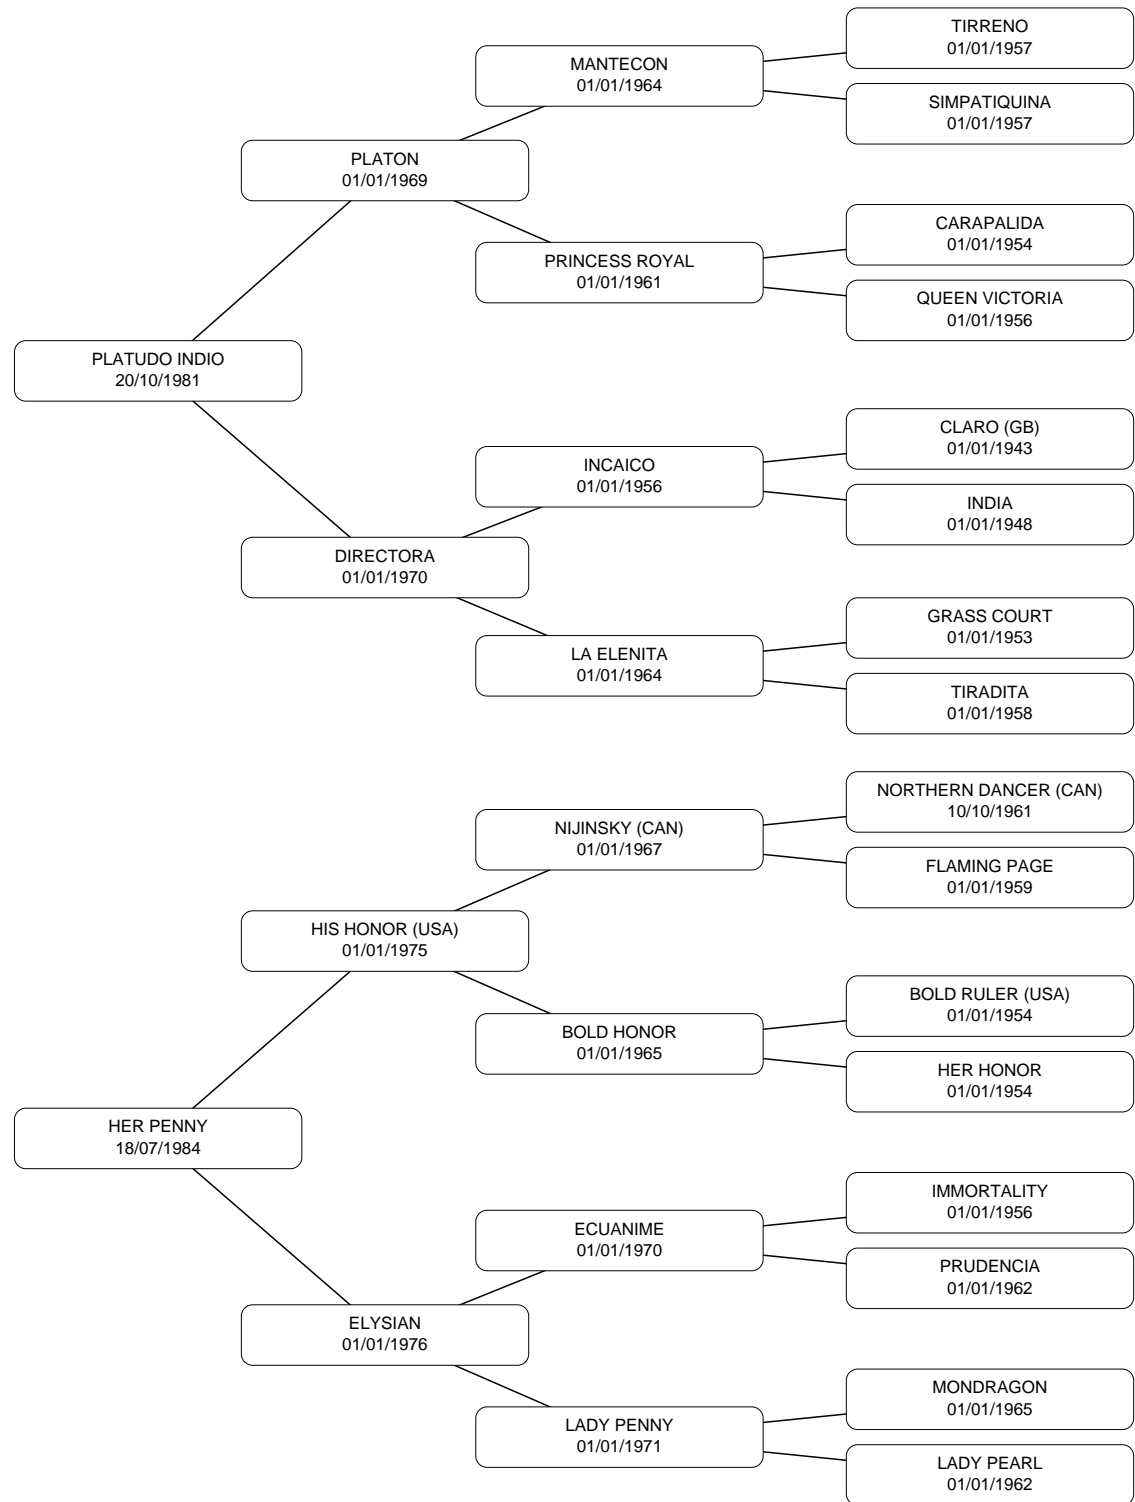 TIRRENO
01/01/1957
MANTECON
01/01/1964
SIMPATIQUINA
01/01/1957
PLATON
01/01/1969
CARAPALIDA
01/01/1954
PRINCESS ROYAL
01/01/1961
QUEEN VICTORIA
01/01/1956
PLATUDO INDIO
20/10/1981
CLARO (GB)
01/01/1943
INCAICO
01/01/1956
INDIA
01/01/1948
DIRECTORA
01/01/1970
GRASS COURT
01/01/1953
LA ELENITA
01/01/1964
TIRADITA
01/01/1958
NORTHERN DANCER (CAN)
10/10/1961
NIJINSKY (CAN)
01/01/1967
FLAMING PAGE
01/01/1959
HIS HONOR (USA)
01/01/1975
BOLD RULER (USA)
01/01/1954
BOLD HONOR
01/01/1965
HER HONOR
01/01/1954
HER PENNY
18/07/1984
IMMORTALITY
01/01/1956
ECUANIME
01/01/1970
PRUDENCIA
01/01/1962
ELYSIAN
01/01/1976
MONDRAGON
01/01/1965
LADY PENNY
01/01/1971
LADY PEARL
01/01/1962